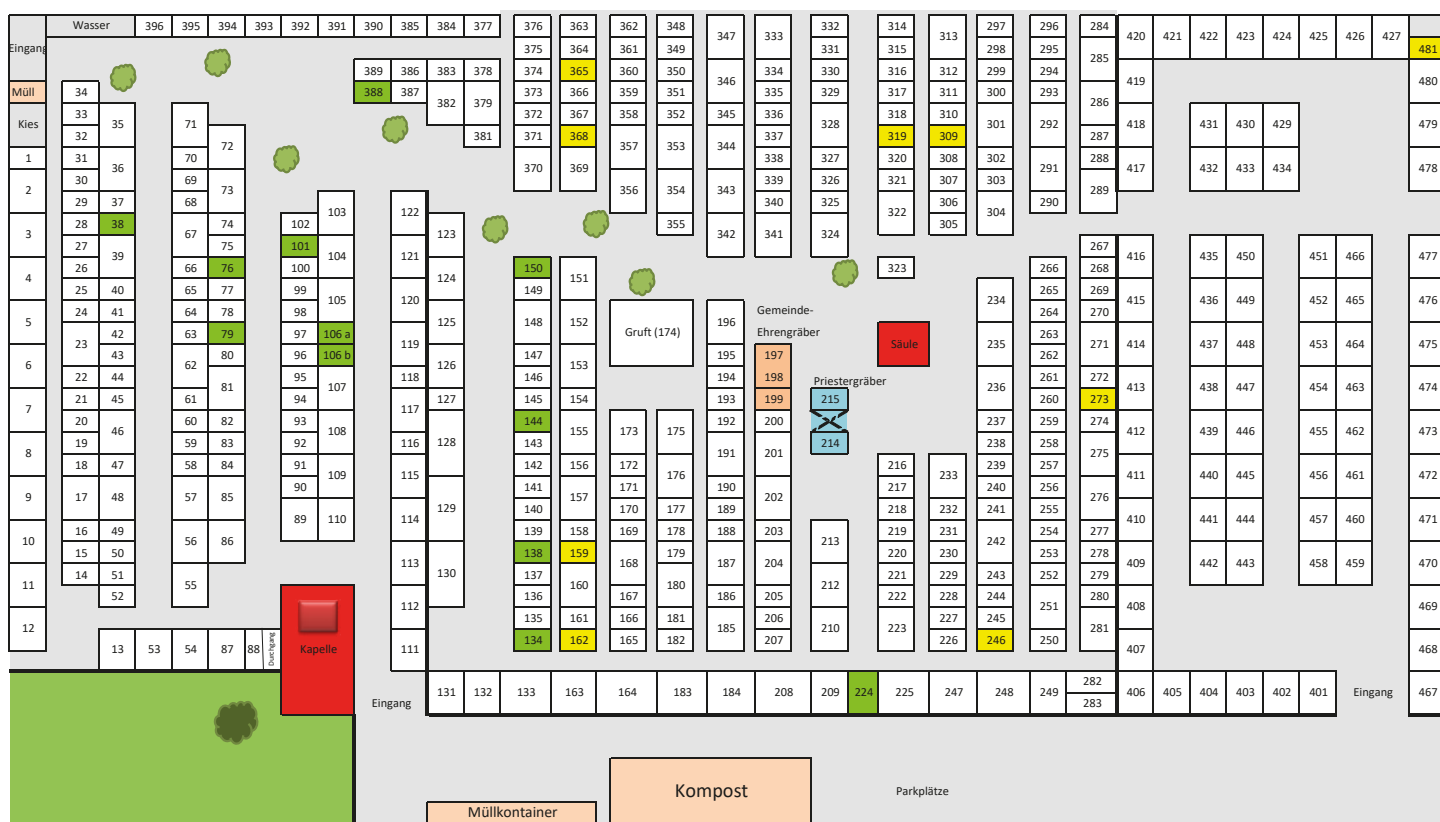 Wasser 396 395 394 393 392 391 390 385 384 377 376 363 362 348 332 314 297 296 284
347 333 313 420 421 422 423 424 425 426 427
Eingang 375 364 361 349 331 315 298 295 481
285
389 386 383 378 374 365 360 350 334 330 316 312 299 294
346 419 480
Müll 34 388 387 373 366 359 351 335 329 317 311 300 293
382 379 286
33 372 367 358 352 345 336 318 310
Kies 35 71 328 301 292 418 431 430 429 479
32 381 371 368 337 319 309 287
72 357 353 344
1 31 70 338 327 320 308 302 288
36 370 369 291 417 432 433 434 478
30 69 339 326 321 307 303
2 73 356 354 343 289
29 37 68 340 325 306 290
103 122 322 304
28 38 74 102 355 305
3 67 123 342 341 324
27 75 101 267
39 104 121 416 435 450 451 466 477
26 66 76 100 150 323 266 268
4 124 151
25 40 65 77 99 149 265 269
105 120 234 415 436 449 452 465 476
24 41 64 78 98 Gemeinde- 264 270
5 125 148 152 196
42 63 79 97 106 a Gruft (174) Ehrengräber 263
23 119 Säule 235 271 414 437 448 453 464 475
43 80 96 106 b 147 195 197 262
6 62 126 153
22 44 95 118 146 194 198 Priestergräber 261 272
81 107 236 413 438 447 454 463 474
21 45 61 94 127 145 154 193 199 215 260 273
7 117
20 60 82 93 144 192 200 237 259 274
46 108 155 173 175 412 439 446 455 462 473
19 59 83 92 116 128 143 214 238 258
8 191 201 275
18 47 58 84 91 142 156 172 216 239 257
109 115 176 233 411 440 445 456 461 472
90 141 171 190 217 240 256
9 17 48 57 85 157 202 276
140 170 177 189 218 232 241 255
89 110 114 129 410 441 444 457 460 471
16 49 139 158 169 178 188 203 219 231 254 277
10 56 86 213 242
15 50 138 159 179 220 230 253 278
113 168 187 204 409 442 443 458 459 470
14 51 130 137 221 229 243 252 279
11 55 160 180 212
52 136 167 186 205 222 228 244 280
112 251 408 469
12 135 161 166 181 206 227 245
185 210 223 281
134 162 165 182 207 226 246 250
13 53 54 87 88 Durchgang Kapelle 111 407 468
282
131 132 133 163 164 183 184 208 209 224 225 247 248 249 406 405 404 403 402 401 Eingang 467
Eingang 283
Kompost Parkplätze
Müllkontainer